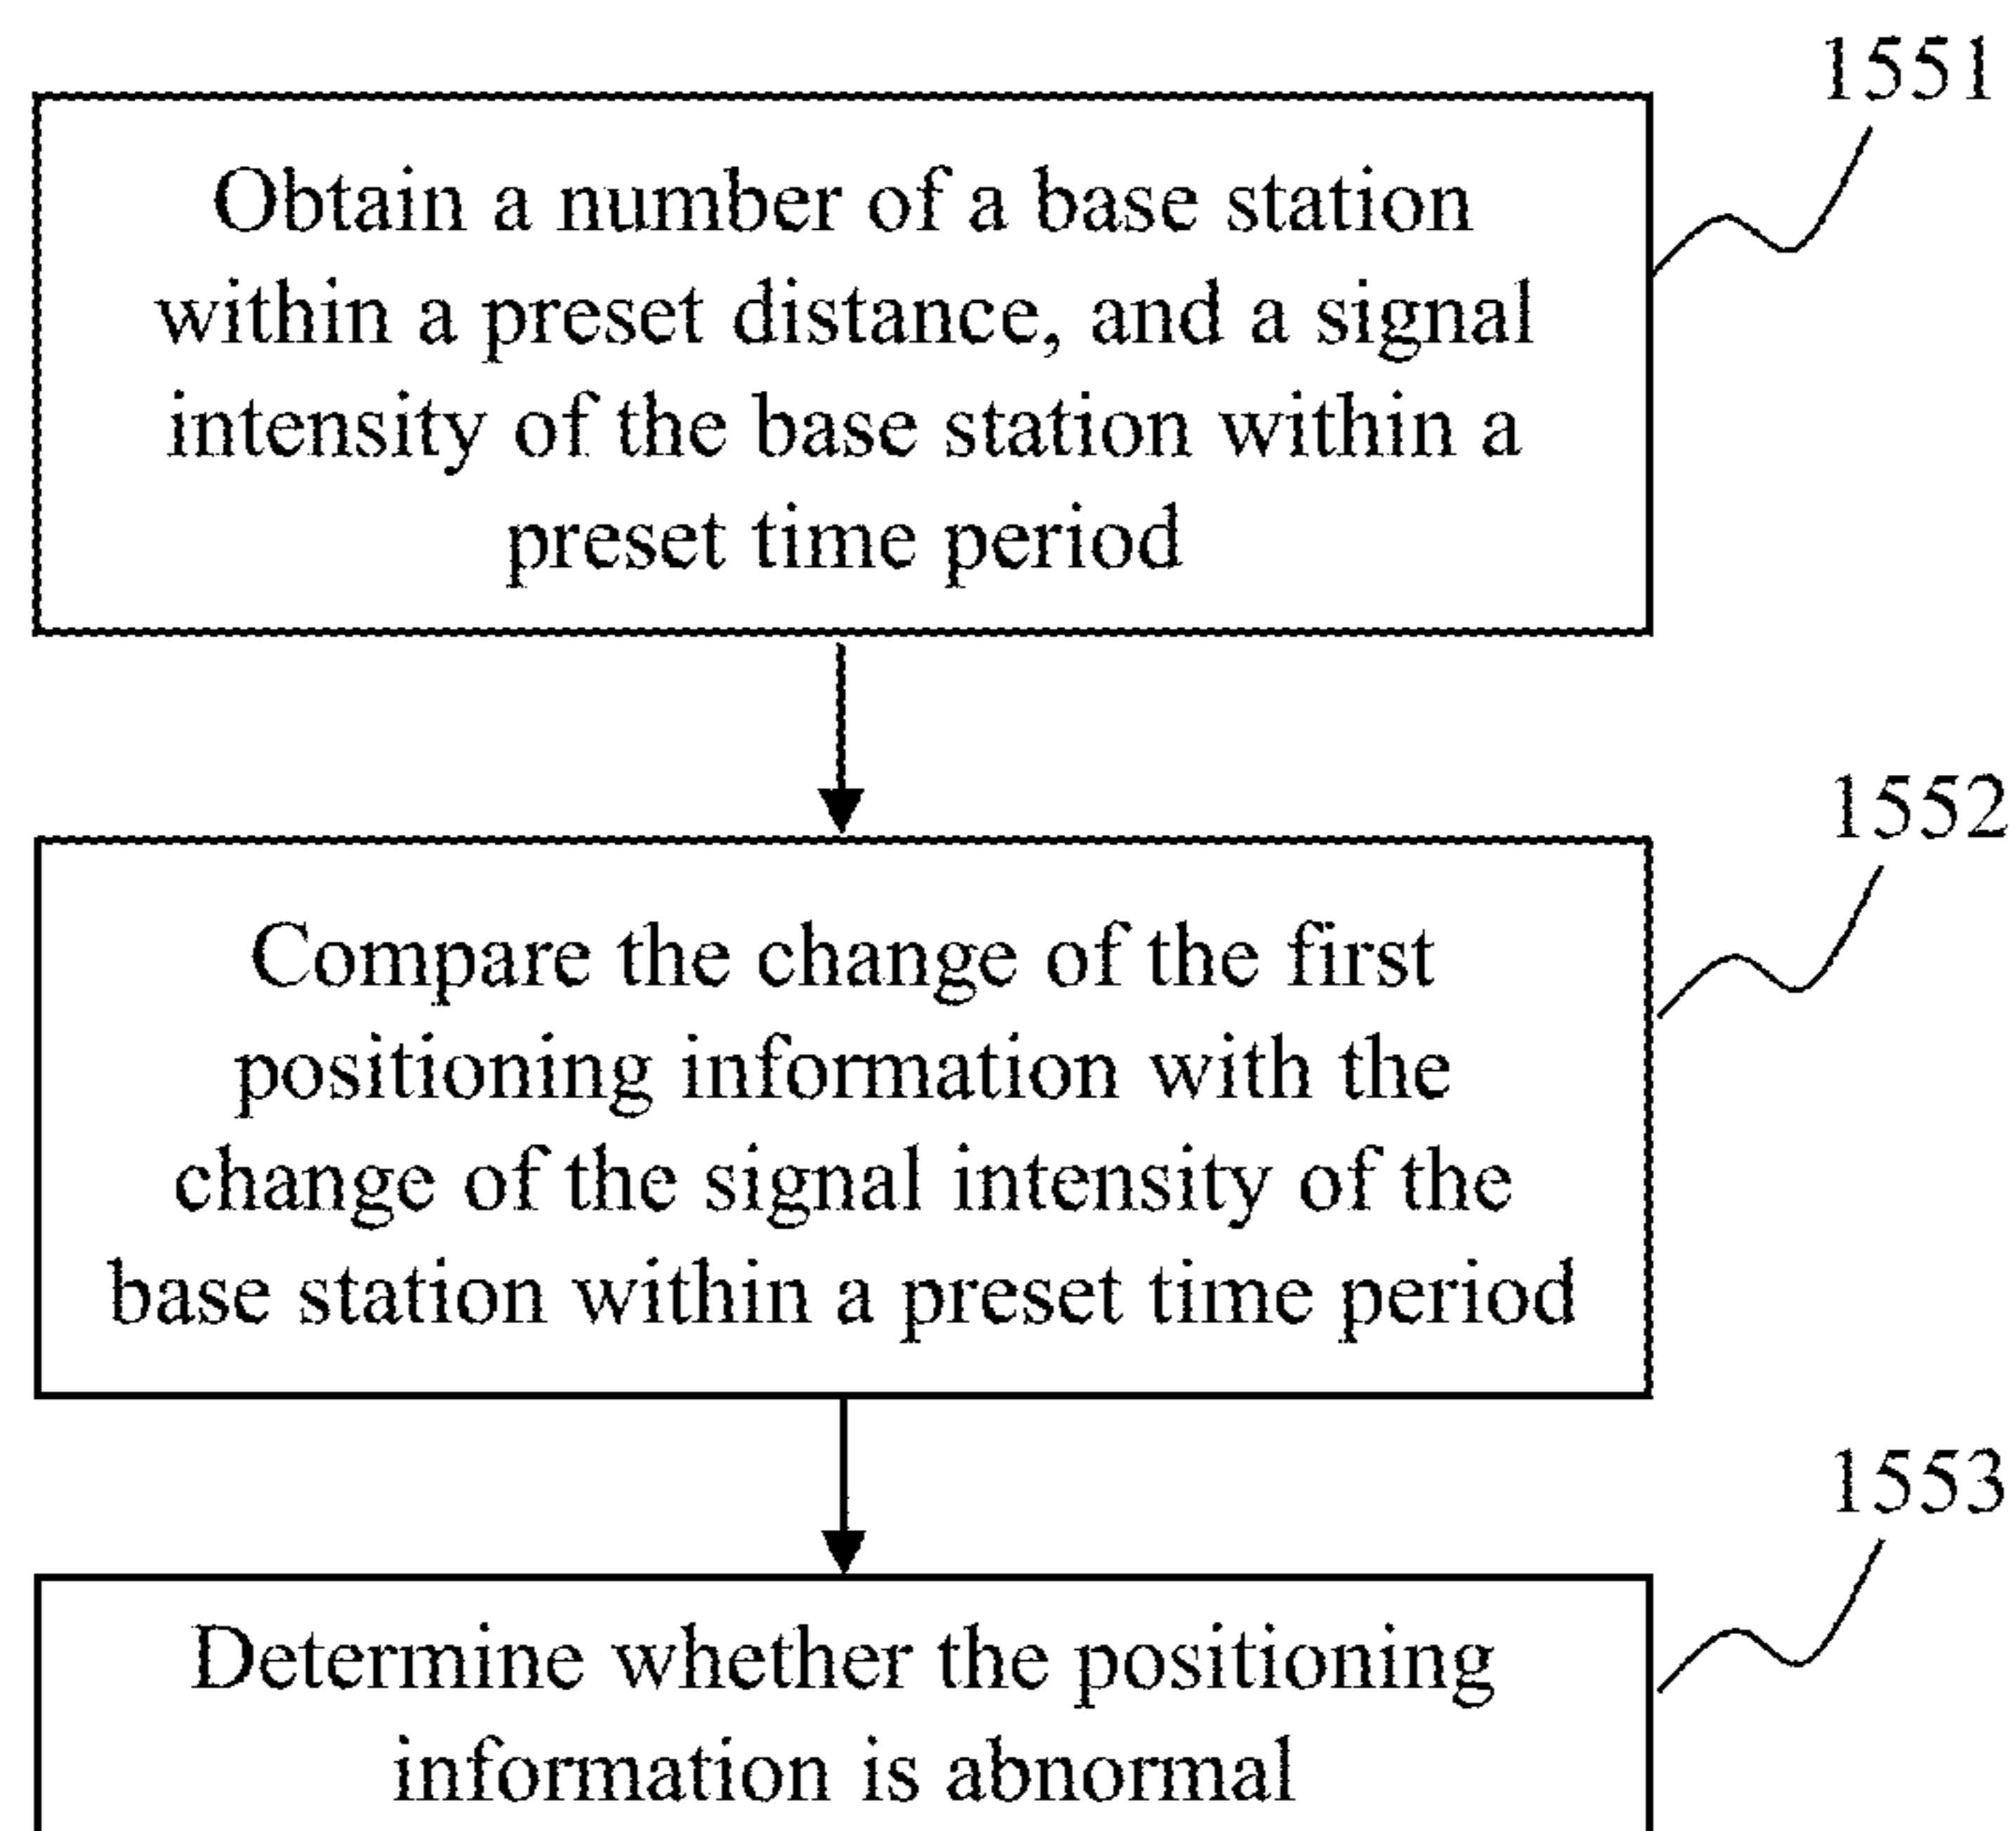 1551
Obtain a number of a base station
within a preset distance, and a signal
intensity of the base station within a
preset time period
1552
Compare the change of the first
positioning information with the
change of the signal intensity of the
base station within a preset time period
1553
Determine whether the positioning
information is abnormal